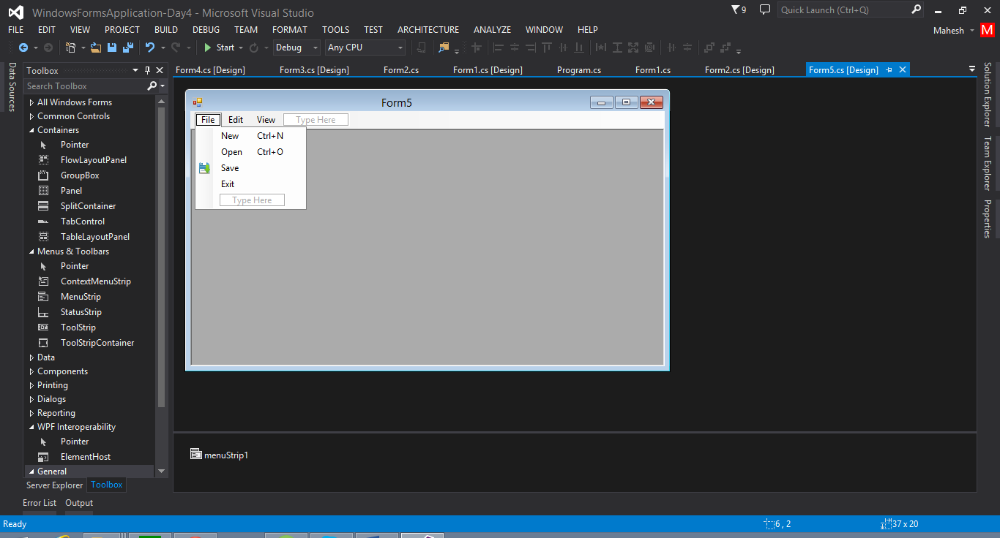 WindowsFormsApplication-Day4 - Microsoft Visual Studio
9
Quick Launch (Ctrl+Q)
FILE EDIT VIEW PROJECT BUILD DEBUG TEAM FORMAT TOOLS TEST ARCHITECTURE ANALYZE WINDOW HELP
Mahesh M
Start Debug Any CPU
Data Sources
Toolbox
Search Toolbox
All Windows Forms
Common Controls
Containers
Pointer
FlowLayoutPanel
GroupBox
Panel
SplitContainer
TabControl
TableLayoutPanel
Menus & Toolbars
Pointer
ContextMenuStrip
MenuStrip
StatusStrip
ToolStrip
ToolStripContainer
Data
Components
Printing
Dialogs
Reporting
WPF Interoperability
Pointer
ElementHost
General
Server Explorer Toolbox
Form4.cs [Design] Form3.cs [Design] Form2.cs Form1.cs [Design] Program.cs Form1.cs Form2.cs [Design] Form5.cs [Design]
Form5
File Edit View Type Here
New Ctrl+N
Open Ctrl+O
Save
Exit
Type Here
menuStrip1
Solution Explorer
Team Explorer
Properties
Error List Output
Ready
6 , 2
37 x 20